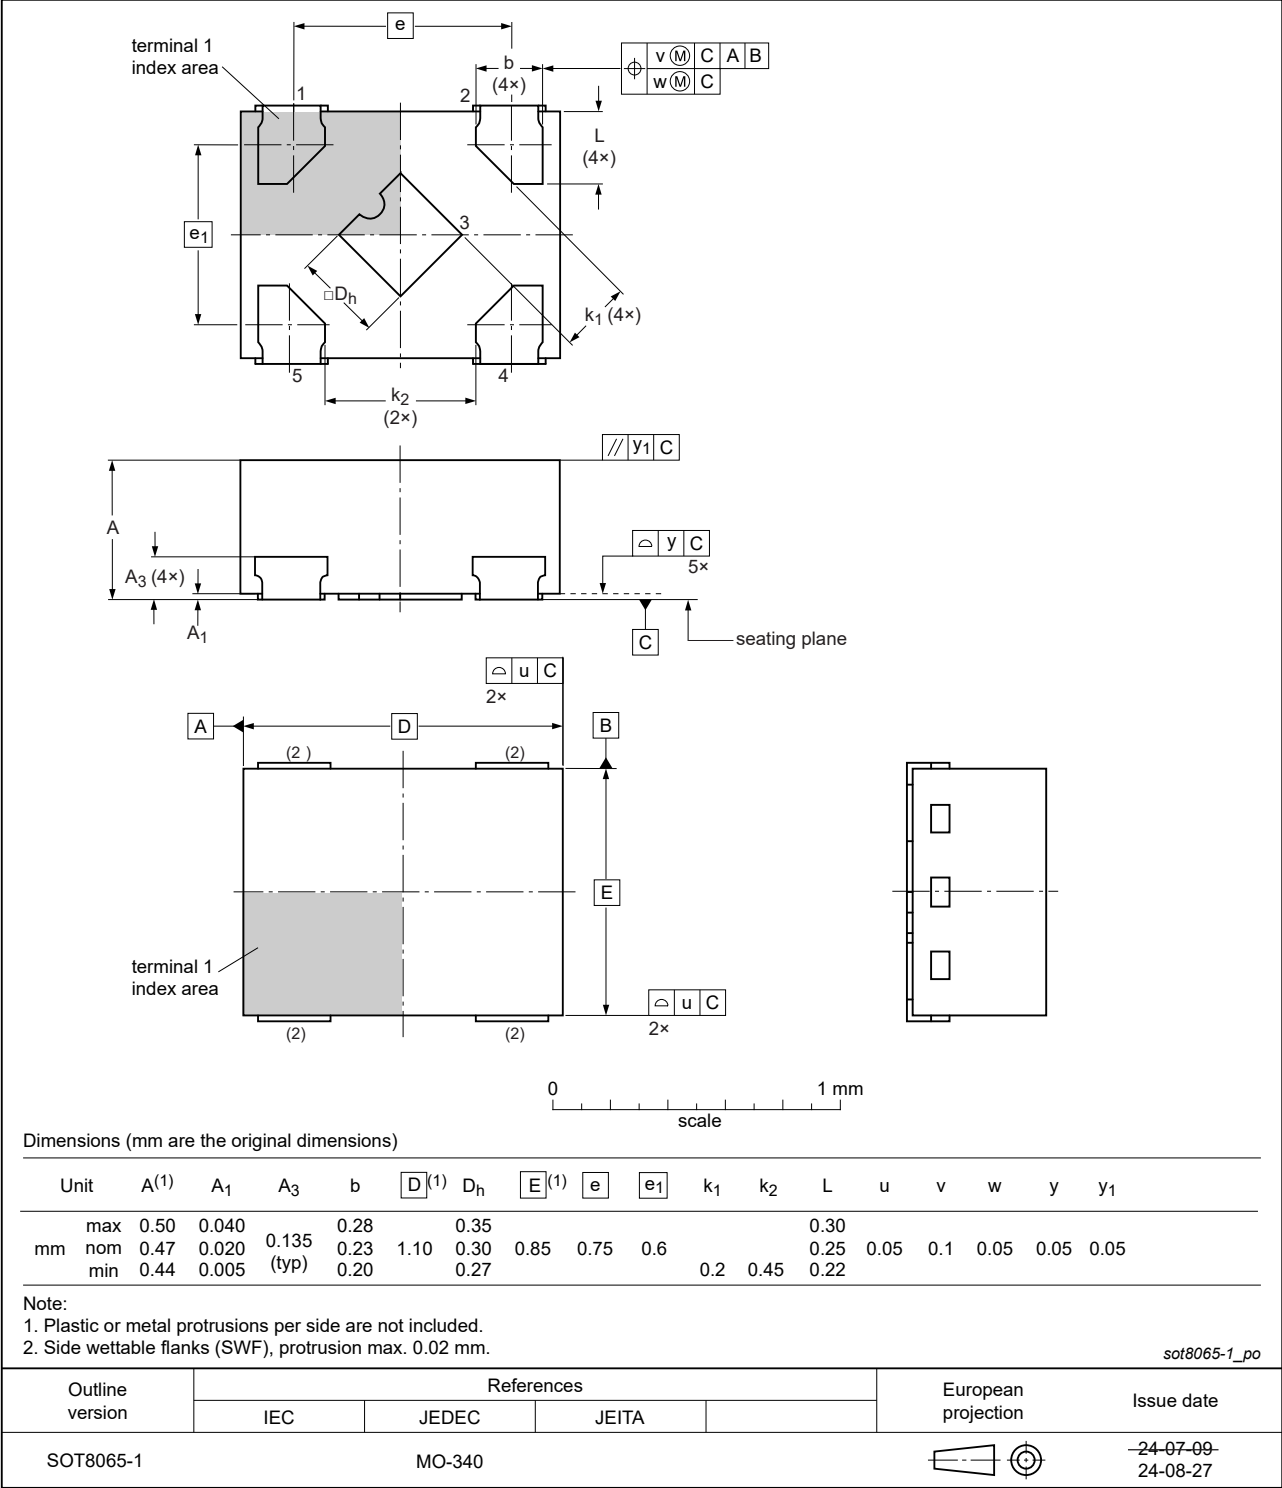 e
terminal 1
index area
b
(4×)
v Ⓜ C A B
w Ⓜ C
1
2
L
(4×)
e1
3
□Dh
k1 (4×)
5
4
k2
(2×)
// y1 C
A
A3 (4×)
A1
⌓ y C
5×
C
seating plane
⌓ u C
2×
A
D
B
(2 )
(2)
E
terminal 1
index area
(2)
(2)
⌓ u C
2×
0 1 mm
scale
Dimensions (mm are the original dimensions)
Unit A(1) A1 A3 b D(1) Dh E(1) e e1 k1 k2 L u v w y y1
max 0.50 0.040 0.28 0.35 0.30
mm nom 0.47 0.020 0.135 0.23 1.10 0.30 0.85 0.75 0.6 0.25 0.05 0.1 0.05 0.05 0.05
(typ)
min 0.44 0.005 0.20 0.27 0.2 0.45 0.22
Note:
1. Plastic or metal protrusions per side are not included.
2. Side wettable flanks (SWF), protrusion max. 0.02 mm.
sot8065-1_po
Outline
version
References
European
projection
Issue date
IEC JEDEC JEITA
SOT8065-1 MO-340
24-07-09
24-08-27